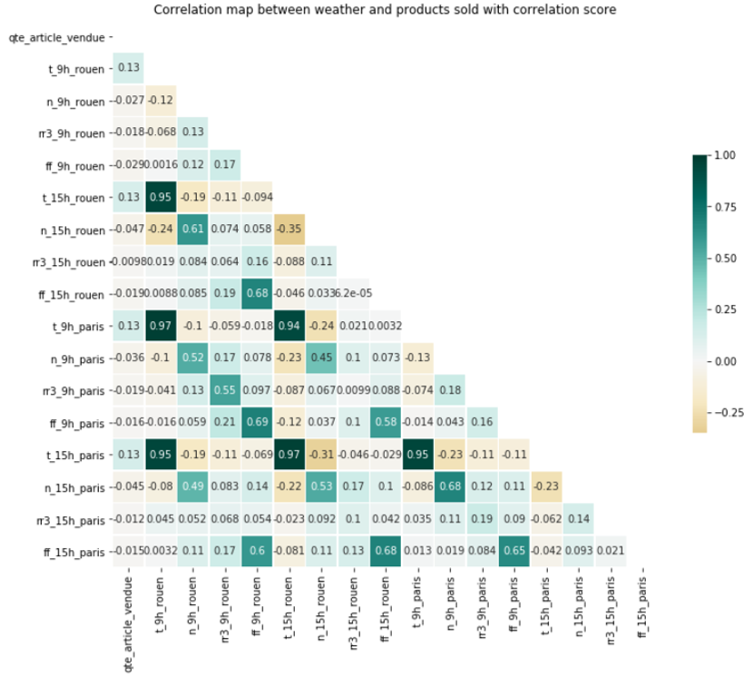 Correlation map between weather and products sold with correlation score
qte_article_vendue
t_9h_rouen 0.13
n_9h_rouen -0.027 -0.12
rr3_9h_rouen -0.018 -0.068 0.13
ff_9h_rouen -0.029 0.0016 0.12 0.17
t_15h_rouen 0.13 0.95 -0.19 -0.11 -0.094
n_15h_rouen -0.047 -0.24 0.61 0.074 0.058 -0.35
rr3_15h_rouen -0.0098 0.019 0.084 0.064 0.16 -0.088 0.11
ff_15h_rouen -0.019 0.0088 0.085 0.19 0.68 -0.046 0.033 6.2e-05
t_9h_paris 0.13 0.97 -0.1 -0.059 -0.018 0.94 -0.24 0.021 0.0032
n_9h_paris -0.036 -0.1 0.52 0.17 0.078 -0.23 0.45 0.1 0.073 -0.13
rr3_9h_paris -0.019 -0.041 0.13 0.55 0.097 -0.087 0.067 0.0099 0.088 -0.074 0.18
ff_9h_paris -0.016 -0.016 0.059 0.21 0.69 -0.12 0.037 0.1 0.58 -0.014 0.043 0.16
t_15h_paris 0.13 0.95 -0.19 -0.11 -0.069 0.97 -0.31 -0.046 -0.029 0.95 -0.23 -0.11 -0.11
n_15h_paris -0.045 -0.08 0.49 0.083 0.14 -0.22 0.53 0.17 0.1 -0.086 0.68 0.12 0.11 -0.23
rr3_15h_paris -0.012 0.045 0.052 0.068 0.054 -0.023 0.092 0.1 0.042 0.035 0.11 0.19 0.09 -0.062 0.14
ff_15h_paris -0.015 0.0032 0.11 0.17 0.6 -0.081 0.11 0.13 0.68 0.013 0.019 0.084 0.65 -0.042 0.093 0.021
qte_article_vendue
t_9h_rouen
n_9h_rouen
rr3_9h_rouen
ff_9h_rouen
t_15h_rouen
n_15h_rouen
rr3_15h_rouen
ff_15h_rouen
t_9h_paris
n_9h_paris
rr3_9h_paris
ff_9h_paris
t_15h_paris
n_15h_paris
rr3_15h_paris
ff_15h_paris
1.00
0.75
0.50
0.25
0.00
-0.25